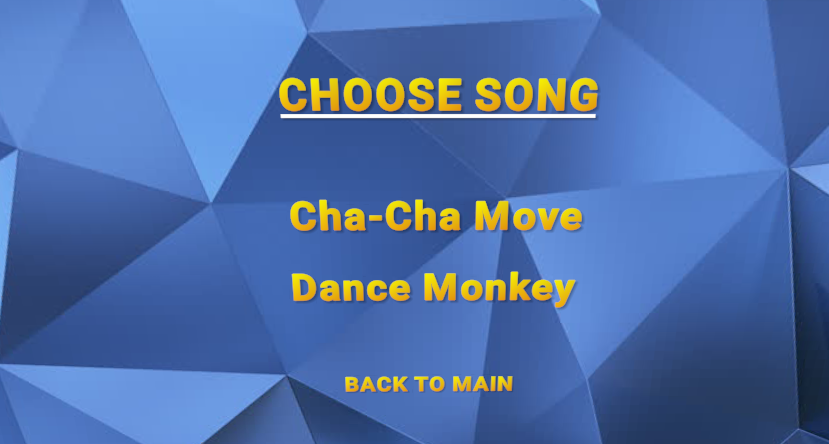 CHOOSE SONG
Cha-Cha Move
Dance Monkey
BACK TO MAIN